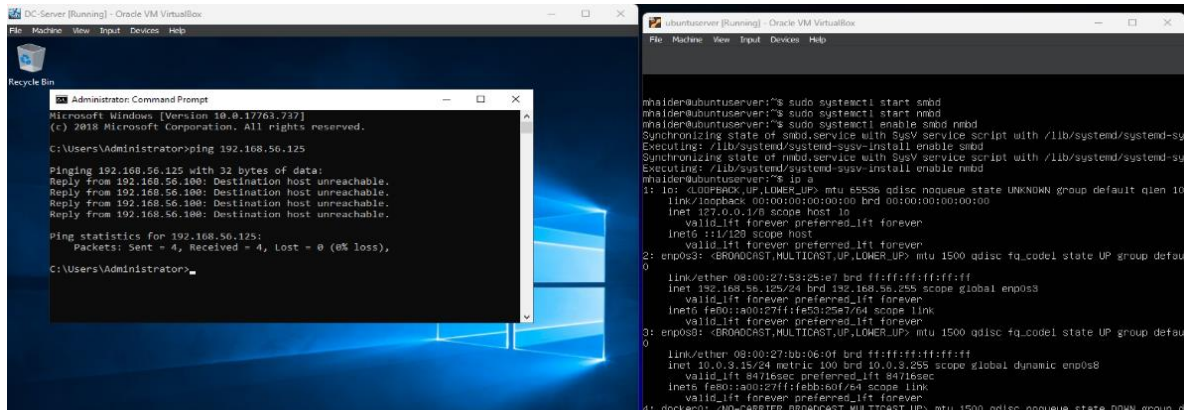 DC-Server [Running] - Oracle VM VirtualBox
File Machine View Input Devices Help
Recycle Bin
Administrator: Command Prompt
Microsoft Windows [Version 10.0.17763.737]
(c) 2018 Microsoft Corporation. All rights reserved.
C:\Users\Administrator>ping 192.168.56.125
Pinging 192.168.56.125 with 32 bytes of data:
Reply from 192.168.56.100: Destination host unreachable.
Reply from 192.168.56.100: Destination host unreachable.
Reply from 192.168.56.100: Destination host unreachable.
Reply from 192.168.56.100: Destination host unreachable.
Ping statistics for 192.168.56.125:
Packets: Sent = 4, Received = 4, Lost = 0 (0% loss),
C:\Users\Administrator>
ubuntuserver [Running] - Oracle VM VirtualBox
File Machine View Input Devices Help
mhaider@ubuntuserver:~$ sudo systemctl start smbd
mhaider@ubuntuserver:~$ sudo systemctl start nmbd
mhaider@ubuntuserver:~$ sudo systemctl enable smbd nmbd
Synchronizing state of smbd.service with SysV service script with /lib/systemd/systemd-sy
Executing: /lib/systemd/systemd-sysv-install enable smbd
Synchronizing state of nmbd.service with SysV service script with /lib/systemd/systemd-sy
Executing: /lib/systemd/systemd-sysv-install enable nmbd
mhaider@ubuntuserver:~$ ip a
1: lo: <LOOPBACK,UP,LOWER_UP> mtu 65536 qdisc noqueue state UNKNOWN group default qlen 10
link/loopback 00:00:00:00:00:00 brd 00:00:00:00:00:00
inet 127.0.0.1/8 scope host lo
valid_lft forever preferred_lft forever
inet6 ::1/128 scope host
valid_lft forever preferred_lft forever
2: enp0s3: <BROADCAST,MULTICAST,UP,LOWER_UP> mtu 1500 qdisc fq_codel state UP group defau
0
link/ether 08:00:27:53:25:e7 brd ff:ff:ff:ff:ff:ff
inet 192.168.56.125/24 brd 192.168.56.255 scope global enp0s3
valid_lft forever preferred_lft forever
inet6 fe80::a00:27ff:fe53:25e7/64 scope link
valid_lft forever preferred_lft forever
3: enp0s8: <BROADCAST,MULTICAST,UP,LOWER_UP> mtu 1500 qdisc fq_codel state UP group defau
0
link/ether 08:00:27:bb:06:0f brd ff:ff:ff:ff:ff:ff
inet 10.0.3.15/24 metric 100 brd 10.0.3.255 scope global dynamic enp0s8
valid_lft 84716sec preferred_lft 84716sec
inet6 fe80::a00:27ff:febb:60f/64 scope link
valid_lft forever preferred_lft forever
4: docker0: <NO-CARRIER,BROADCAST,MULTICAST,UP> mtu 1500 qdisc noqueue state DOWN group d